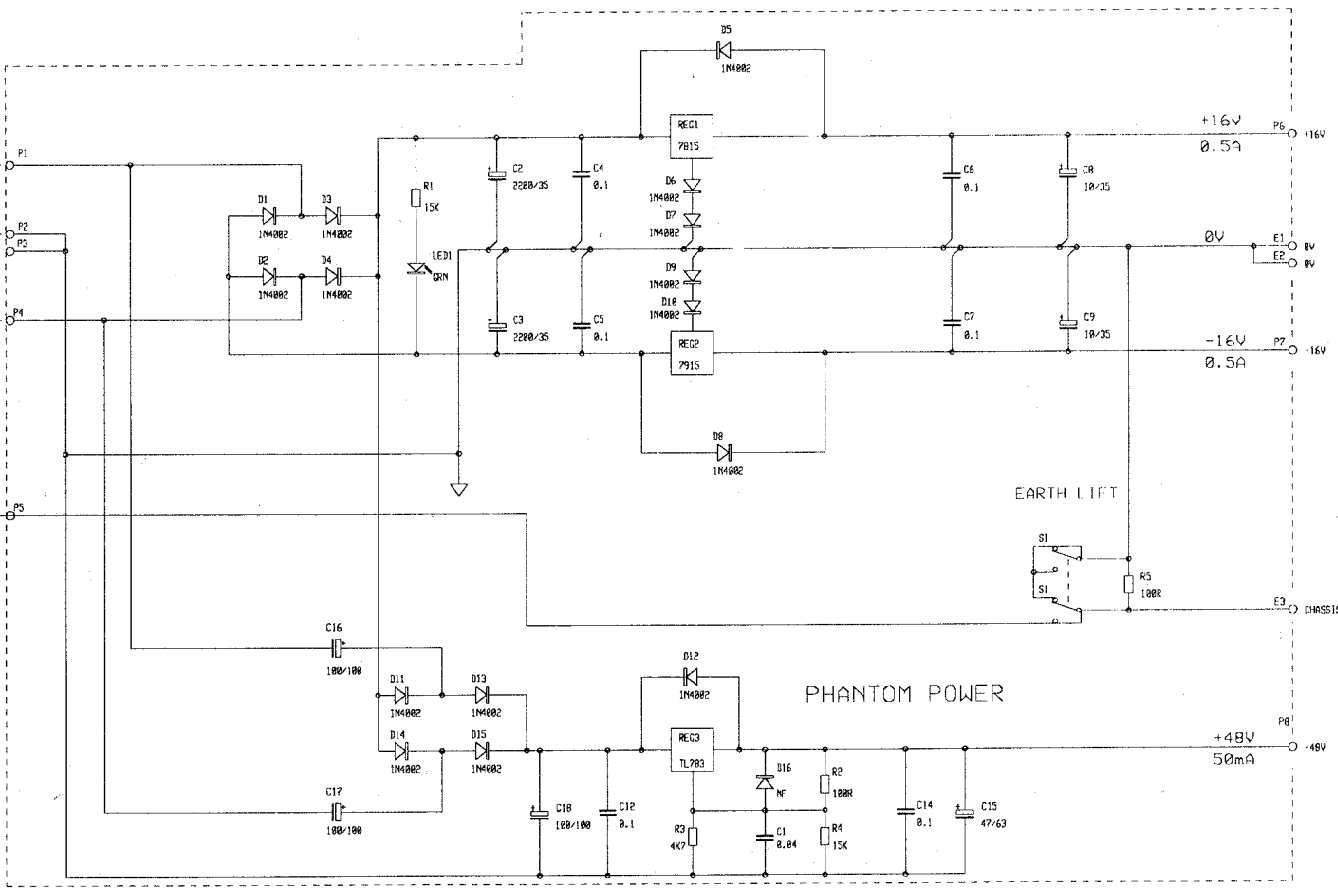 D5
1N4002
REG1
7815
+16V
0.5A
P6
+16V
P1
C2
2200/35
C4
0.1
R1
15K
D6
1N4002
D7
1N4002
C6
0.1
C8
10/35
D1
1N4002
D3
1N4002
P2
P3
0V
E1
0V
E2
0V
LED1
GRN
D2
1N4002
D4
1N4002
D9
1N4002
D10
1N4002
P4
C3
2200/35
C5
0.1
C7
0.1
C9
10/35
REG2
7915
-16V
0.5A
P7
-16V
D8
1N4002
EARTH LIFT
P5
S1
S1
R5
100R
E3
CHASSIS
C16
100/100
D11
1N4002
D13
1N4002
D12
1N4002
PHANTOM POWER
D14
1N4002
D15
1N4002
REG3
TL783
P8
+48V
50mA
-48V
D16
NF
R2
100R
C17
100/100
C18
100/100
C12
0.1
R3
4K7
C1
0.04
R4
15K
C14
0.1
C15
47/63